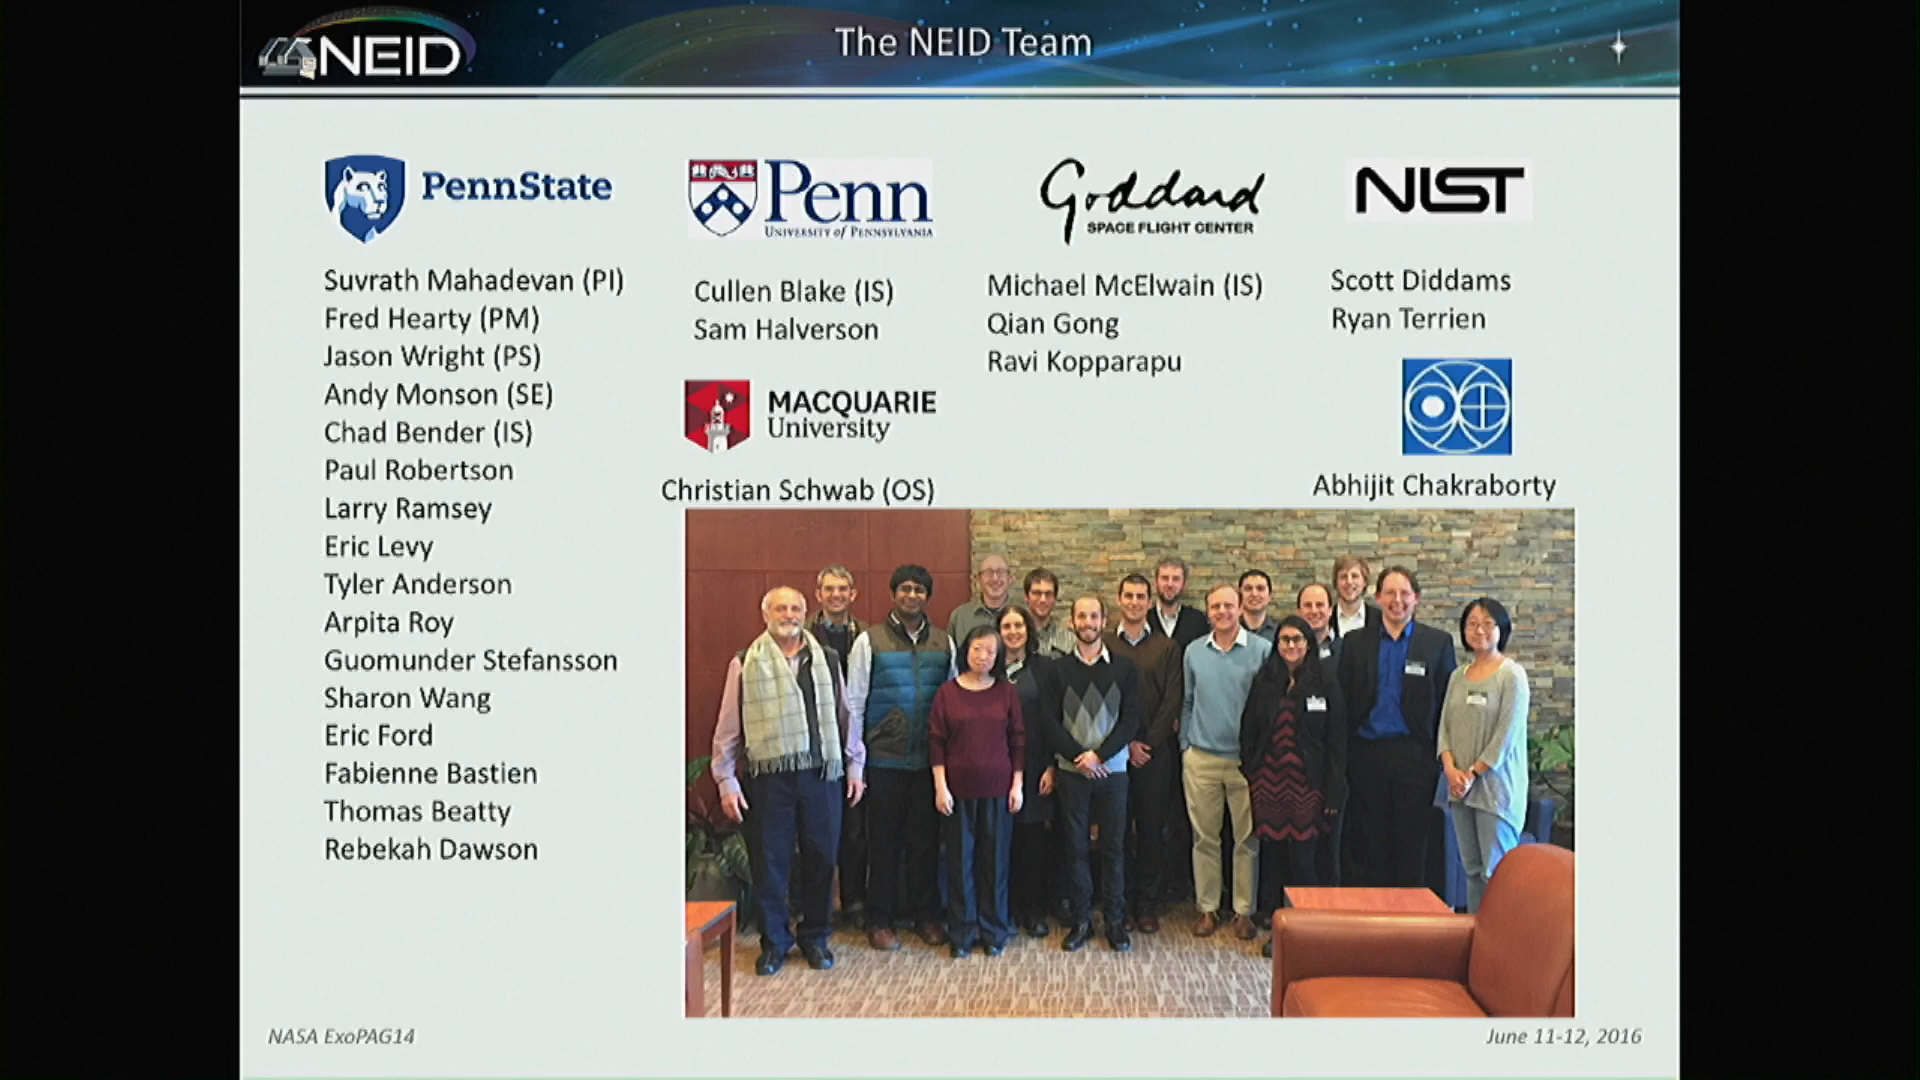 NEID
The NEID Team
PennState
Suvrath Mahadevan (PI)
Fred Hearty (PM)
Jason Wright (PS)
Andy Monson (SE)
Chad Bender (IS)
Paul Robertson
Larry Ramsey
Eric Levy
Tyler Anderson
Arpita Roy
Guomunder Stefansson
Sharon Wang
Eric Ford
Fabienne Bastien
Thomas Beatty
Rebekah Dawson
Penn
UNIVERSITY of PENNSYLVANIA
Cullen Blake (IS)
Sam Halverson
MACQUARIE
University
Christian Schwab (OS)
Goddard
SPACE FLIGHT CENTER
Michael McElwain (IS)
Qian Gong
Ravi Kopparapu
NIST
Scott Diddams
Ryan Terrien
Abhijit Chakraborty
NASA ExoPAG14
June 11-12, 2016